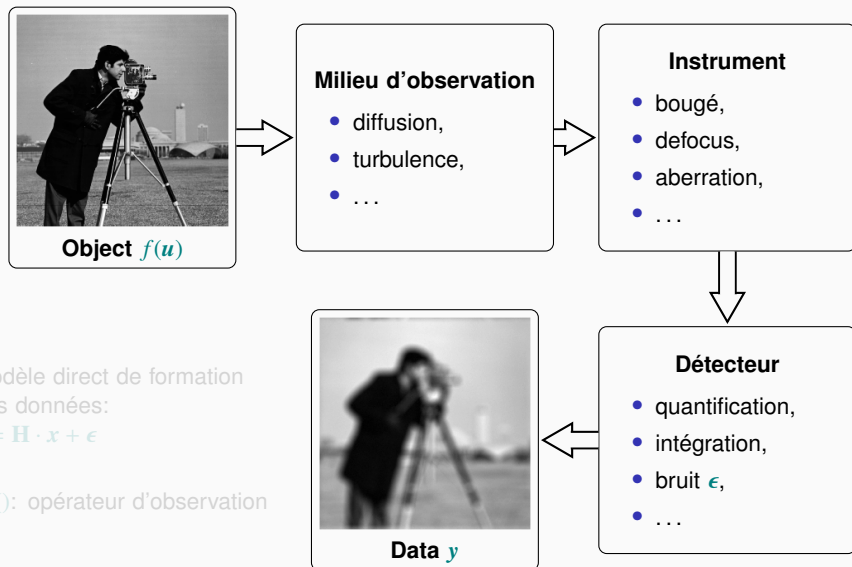 Object f(u)
Milieu d'observation
• diffusion,
• turbulence,
• ...
Instrument
• bougé,
• defocus,
• aberration,
• ...
Détecteur
• quantification,
• intégration,
• bruit ϵ,
• ...
Data y
direct de formation
données:
= H · x + ϵ
): opérateur d'observation